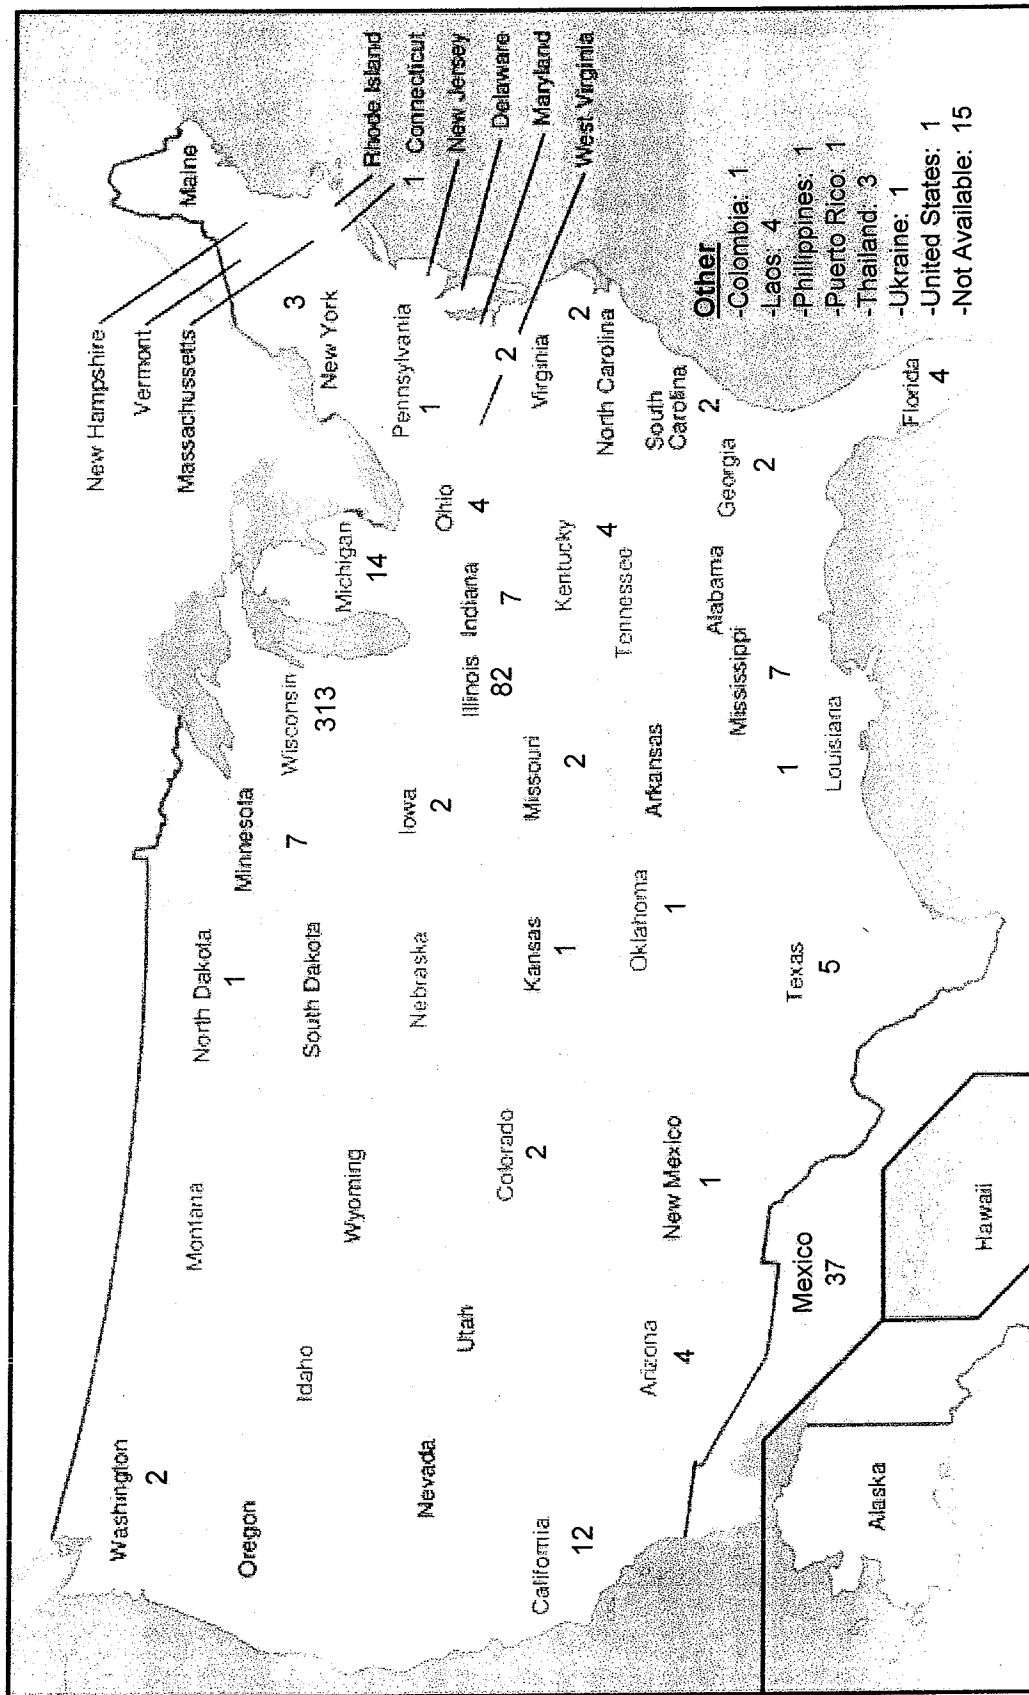 Washington
2
Oregon
Idaho
Montana
Wyoming
Nevada
Utah
California
12
Arizona
4
Colorado
2
New Mexico
1
North Dakota
1
South Dakota
Nebraska
Kansas
1
Oklahoma
1
Texas
5
Minnesota
7
Iowa
2
Missouri
2
Arkansas
1
Louisiana
Wisconsin
313
Illinois
82
Michigan
14
Indiana
7
Ohio
4
Kentucky
4
Tennessee
Mississippi
7
Alabama
Georgia
2
Florida
4
South
Carolina
2
North Carolina
2
Virginia
2
Pennsylvania
1
New York
3
New Hampshire
Vermont
Massachussetts
Maine
Rhode Island
Connecticut
1
New Jersey
Delaware
Maryland
West Virginia
Mexico
37
Alaska
Hawaii
Other
-Colombia: 1
-Laos: 4
-Phillippines: 1
-Puerto Rico: 1
-Thailand: 3
-Ukraine: 1
-United States: 1
-Not Available: 15